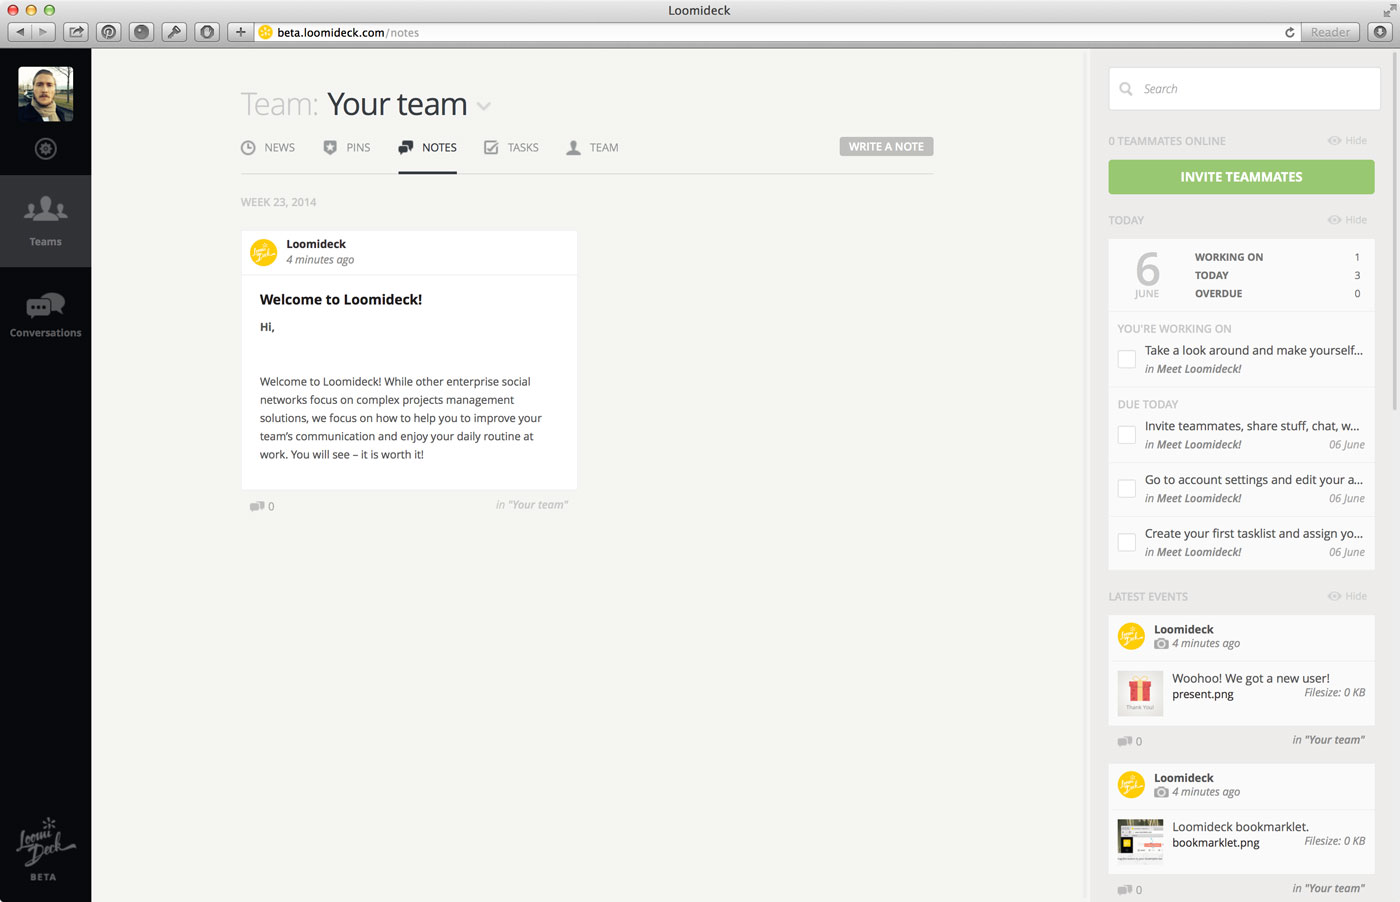 Loomideck
beta.loomideck.com/notes
Reader
Teams
Conversations
Loomi
Deck
BETA
Team: Your team
NEWS
PINS
NOTES
TASKS
TEAM
WRITE A NOTE
WEEK 23, 2014
Loomideck
4 minutes ago
Welcome to Loomideck!
Hi,
Welcome to Loomideck! While other enterprise social
networks focus on complex projects management
solutions, we focus on how to help you to improve your
team's communication and enjoy your daily routine at
work. You will see – it is worth it!
0
in "Your team"
Search
0 TEAMMATES ONLINE
Hide
INVITE TEAMMATES
TODAY
Hide
6
JUNE
WORKING ON 1
TODAY 3
OVERDUE 0
YOU'RE WORKING ON
Take a look around and make yourself...
in Meet Loomideck!
DUE TODAY
Invite teammates, share stuff, chat, w...
in Meet Loomideck! 06 June
Go to account settings and edit your a...
in Meet Loomideck! 06 June
Create your first tasklist and assign yo...
in Meet Loomideck! 06 June
LATEST EVENTS
Hide
Loomideck
4 minutes ago
Thank You!
Woohoo! We got a new user!
present.png Filesize: 0 KB
0
in "Your team"
Loomideck
4 minutes ago
Loomideck bookmarklet.
bookmarklet.png Filesize: 0 KB
0
in "Your team"